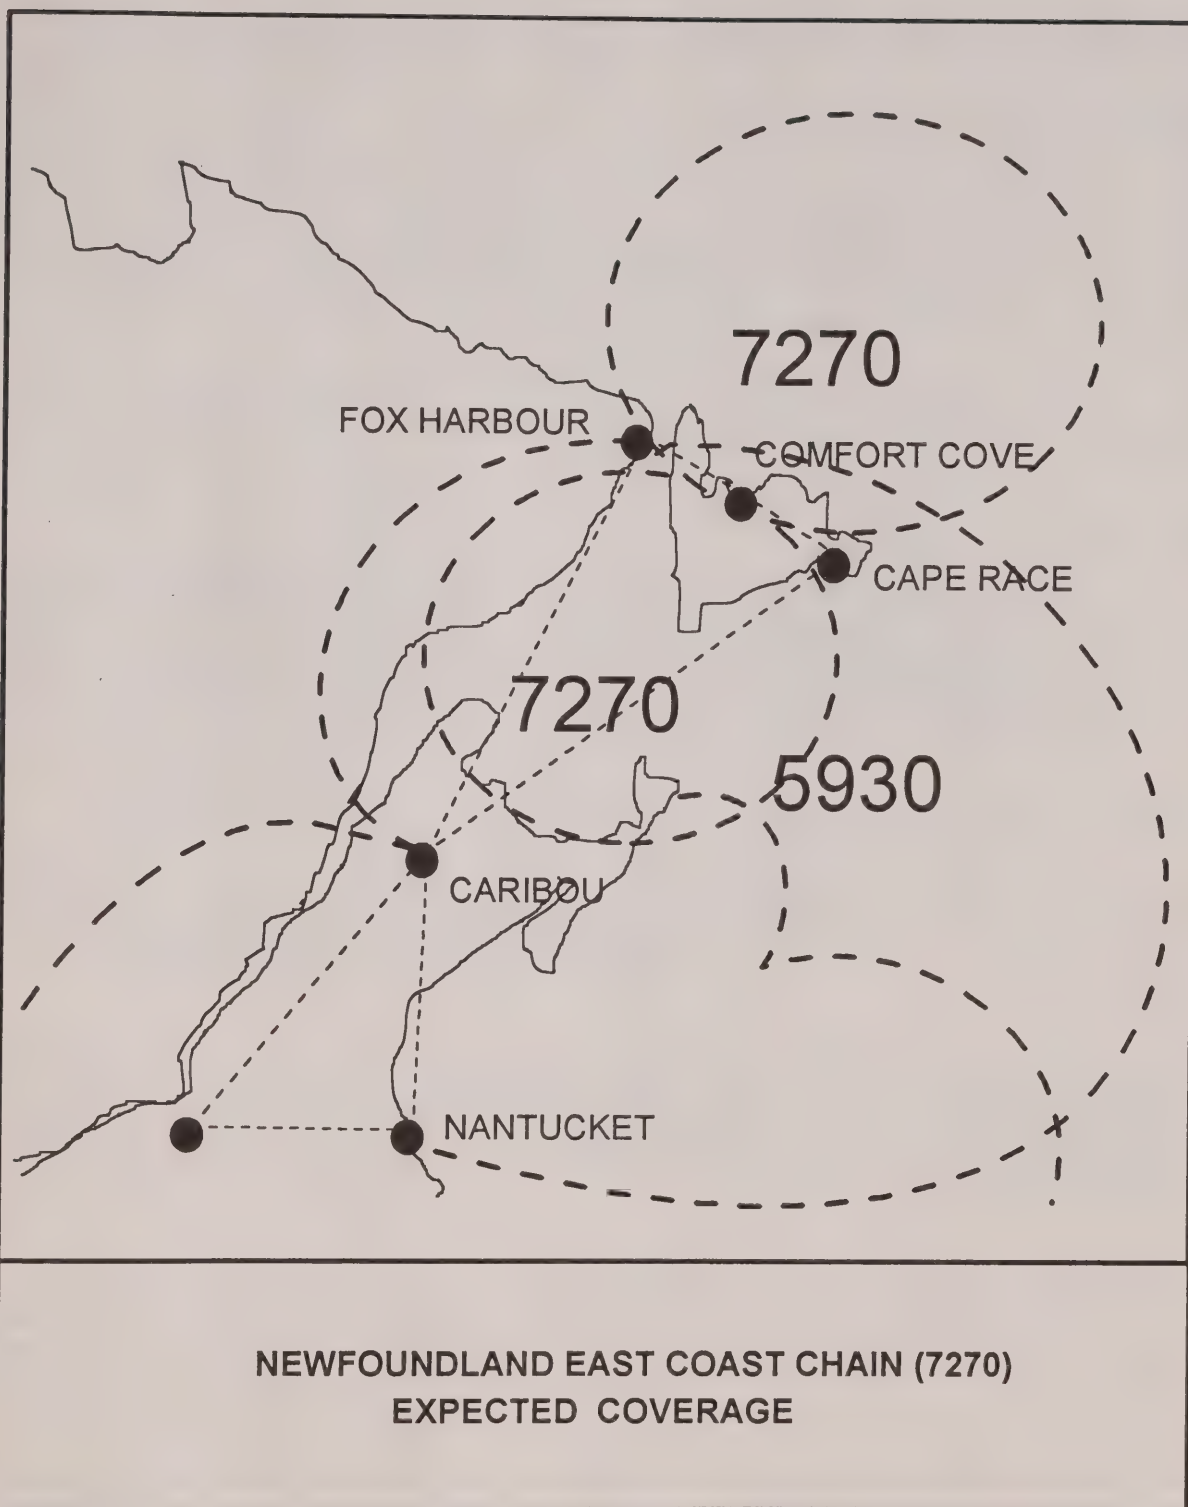 7270
FOX HARBOUR
COMFORT COVE
CAPE RACE
7270
5930
CARIBOU
NANTUCKET
NEWFOUNDLAND EAST COAST CHAIN (7270)
EXPECTED COVERAGE